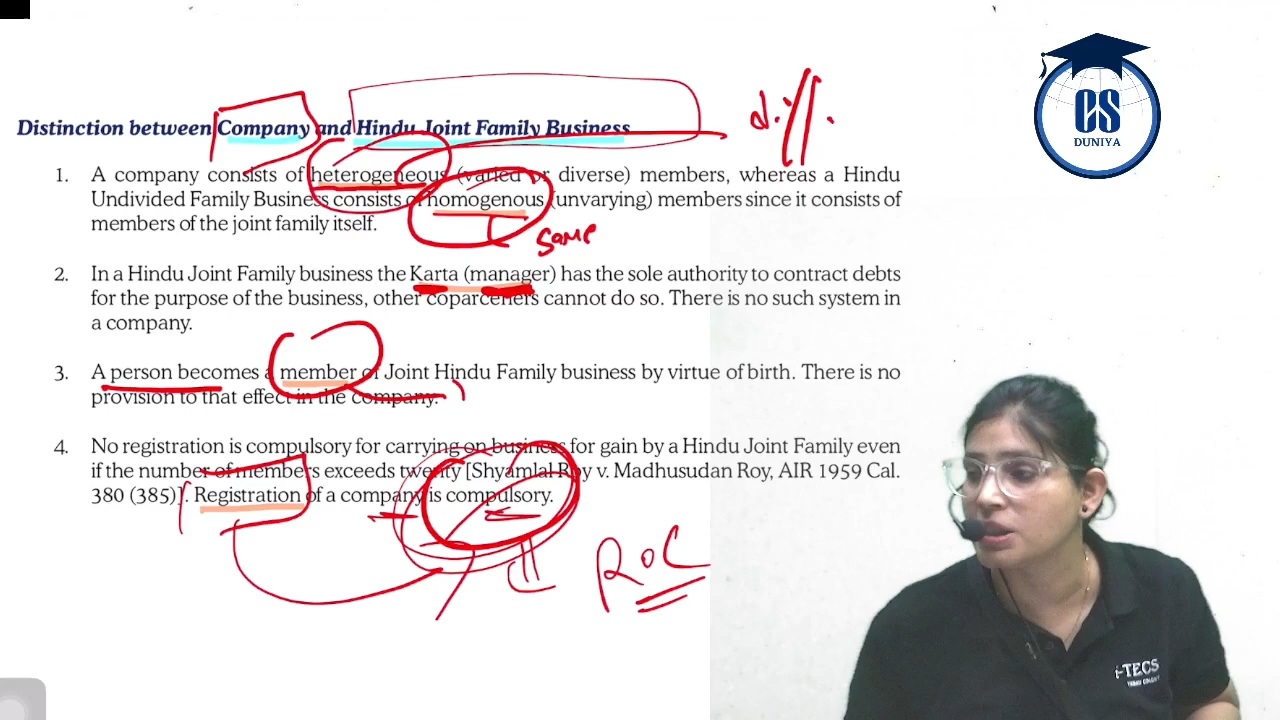 CS
DUNIYA
diff.
Distinction between Company and Hindu Joint Family Business
1. A company consists of heterogeneous (varied or diverse) members, whereas a Hindu
Undivided Family Business consists of homogenous (unvarying) members since it consists of
members of the joint family itself.
same
2. In a Hindu Joint Family business the Karta (manager) has the sole authority to contract debts
for the purpose of the business, other coparceners cannot do so. There is no such system in
a company.
3. A person becomes a member of Joint Hindu Family business by virtue of birth. There is no
provision to that effect in the company.
4. No registration is compulsory for carrying on business for gain by a Hindu Joint Family even
if the number of members exceeds twenty [Shyamlal Roy v. Madhusudan Roy, AIR 1959 Cal.
380 (385)]. Registration of a company is compulsory.
ROC
i-TECS